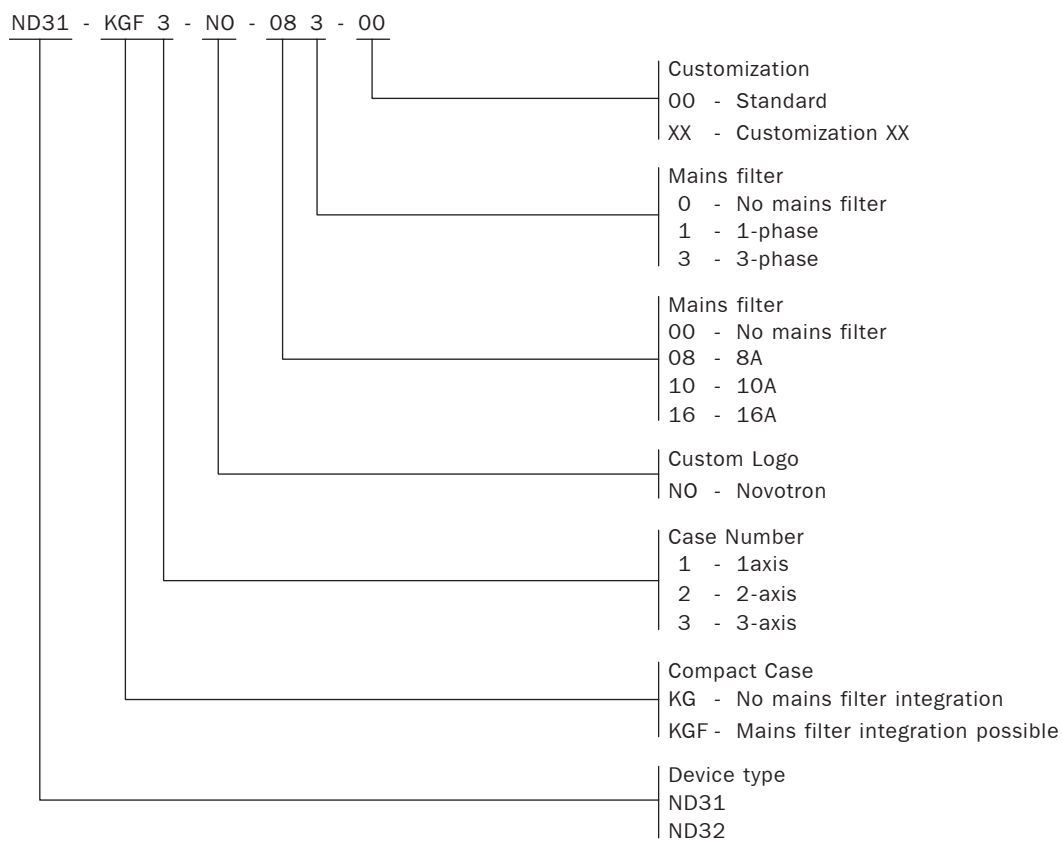 ND31 - KGF 3 - NO - 08 3 - 00
Customization
00 - Standard
XX - Customization XX
Mains filter
0 - No mains filter
1 - 1-phase
3 - 3-phase
Mains filter
00 - No mains filter
08 - 8A
10 - 10A
16 - 16A
Custom Logo
NO - Novotron
Case Number
1 - 1axis
2 - 2-axis
3 - 3-axis
Compact Case
KG - No mains filter integration
KGF - Mains filter integration possible
Device type
ND31
ND32